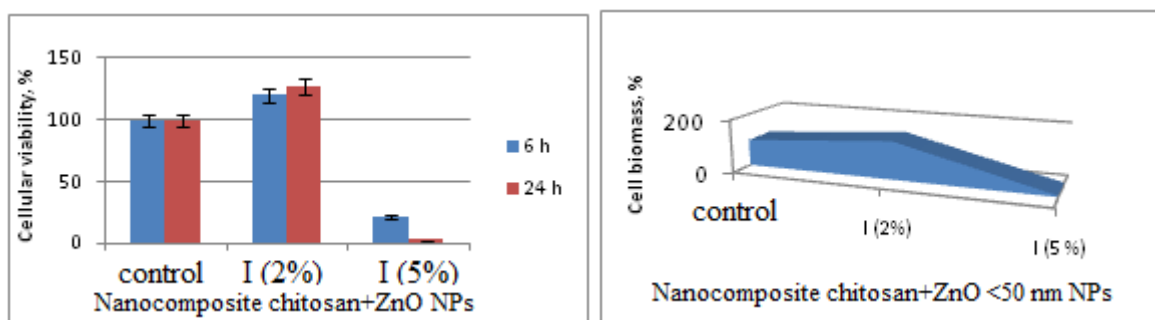 Cellular viability, %
150
100
50
0
control I (2%) I (5%)
Nanocomposite chitosan+ZnO NPs
6 h
24 h
Cell biomass, %
200
0
control
I (2%)
I (5 %)
Nanocomposite chitosan+ZnO <50 nm NPs